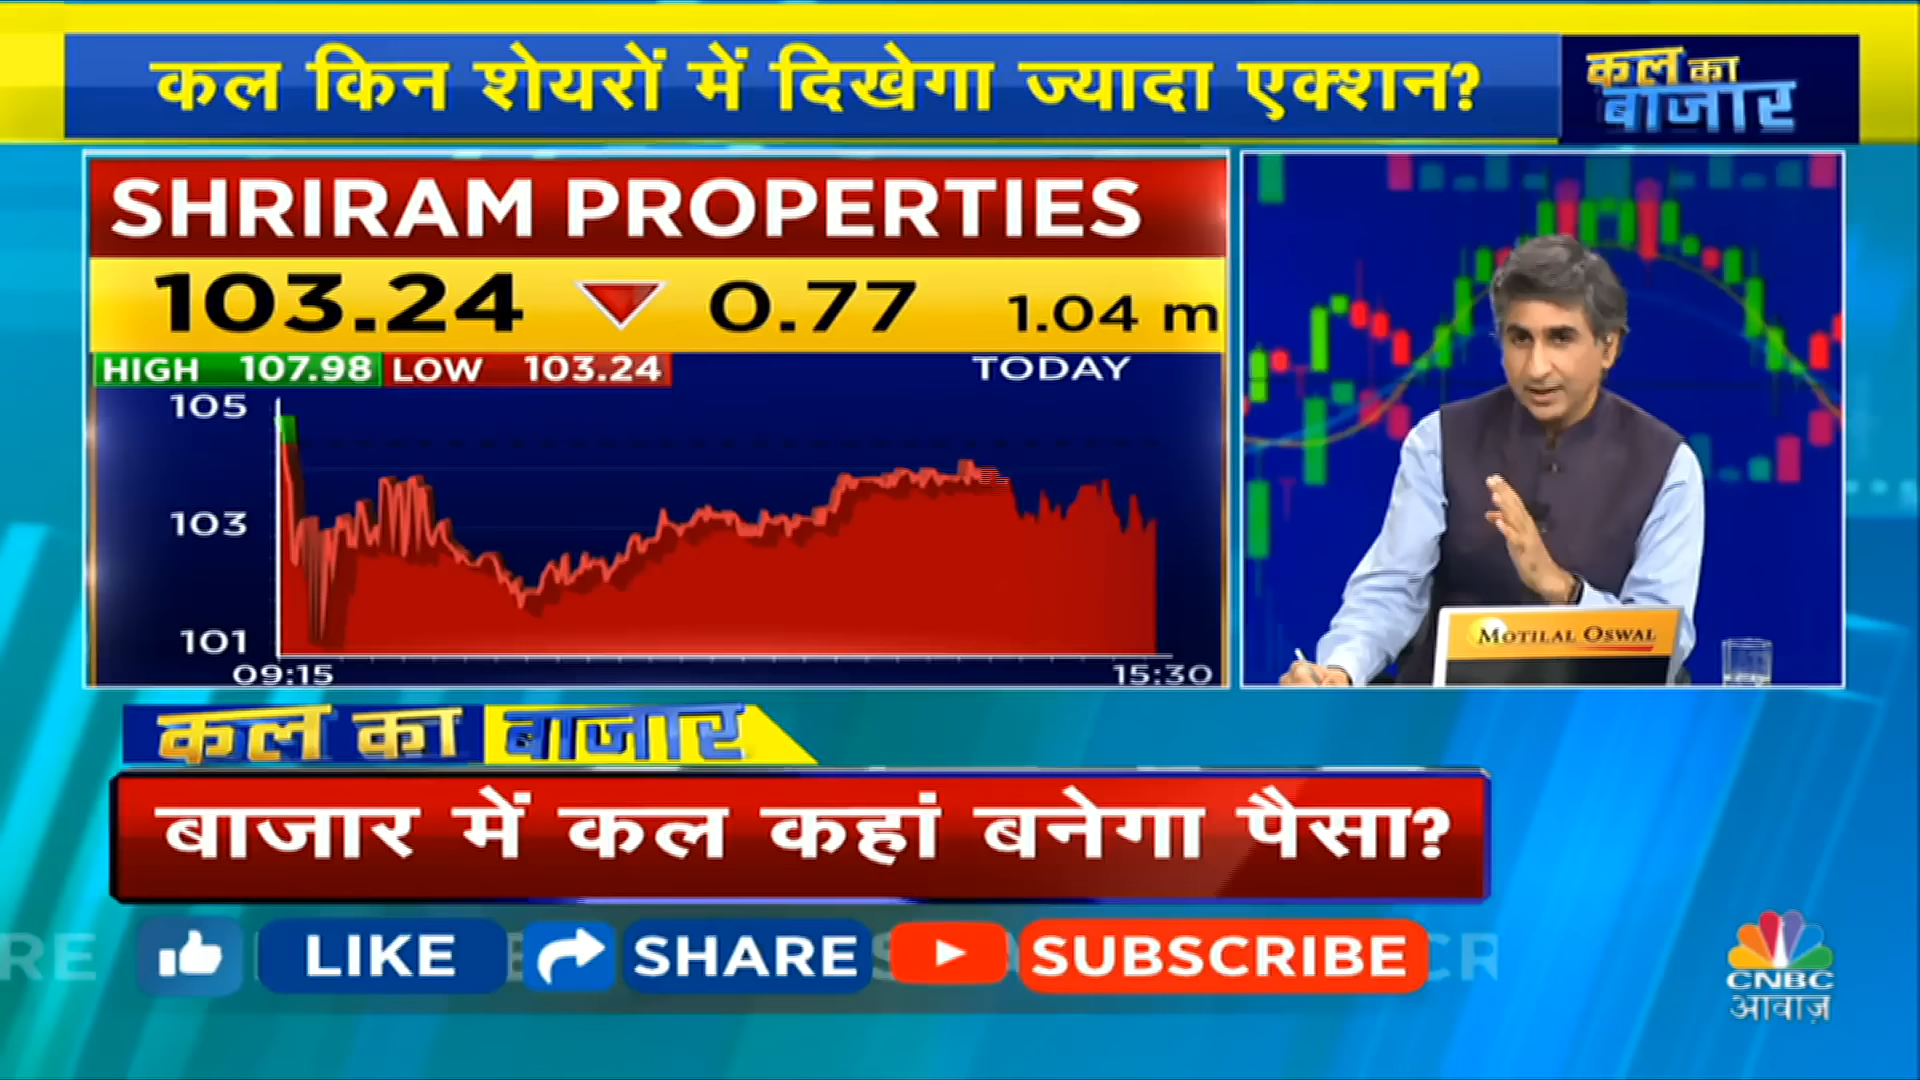 कल किन शेयरों में दिखेगा ज्यादा एक्शन?
कल का
बाजार
SHRIRAM PROPERTIES
103.24 0.77 1.04 m
HIGH 107.98 LOW 103.24 TODAY
105
103
101
09:15 15:30
MOTILAL OSWAL
कल का बाजार
बाजार में कल कहां बनेगा पैसा?
RE LIKE SHARE SUBSCRIBE CR
CNBC
आवाज़